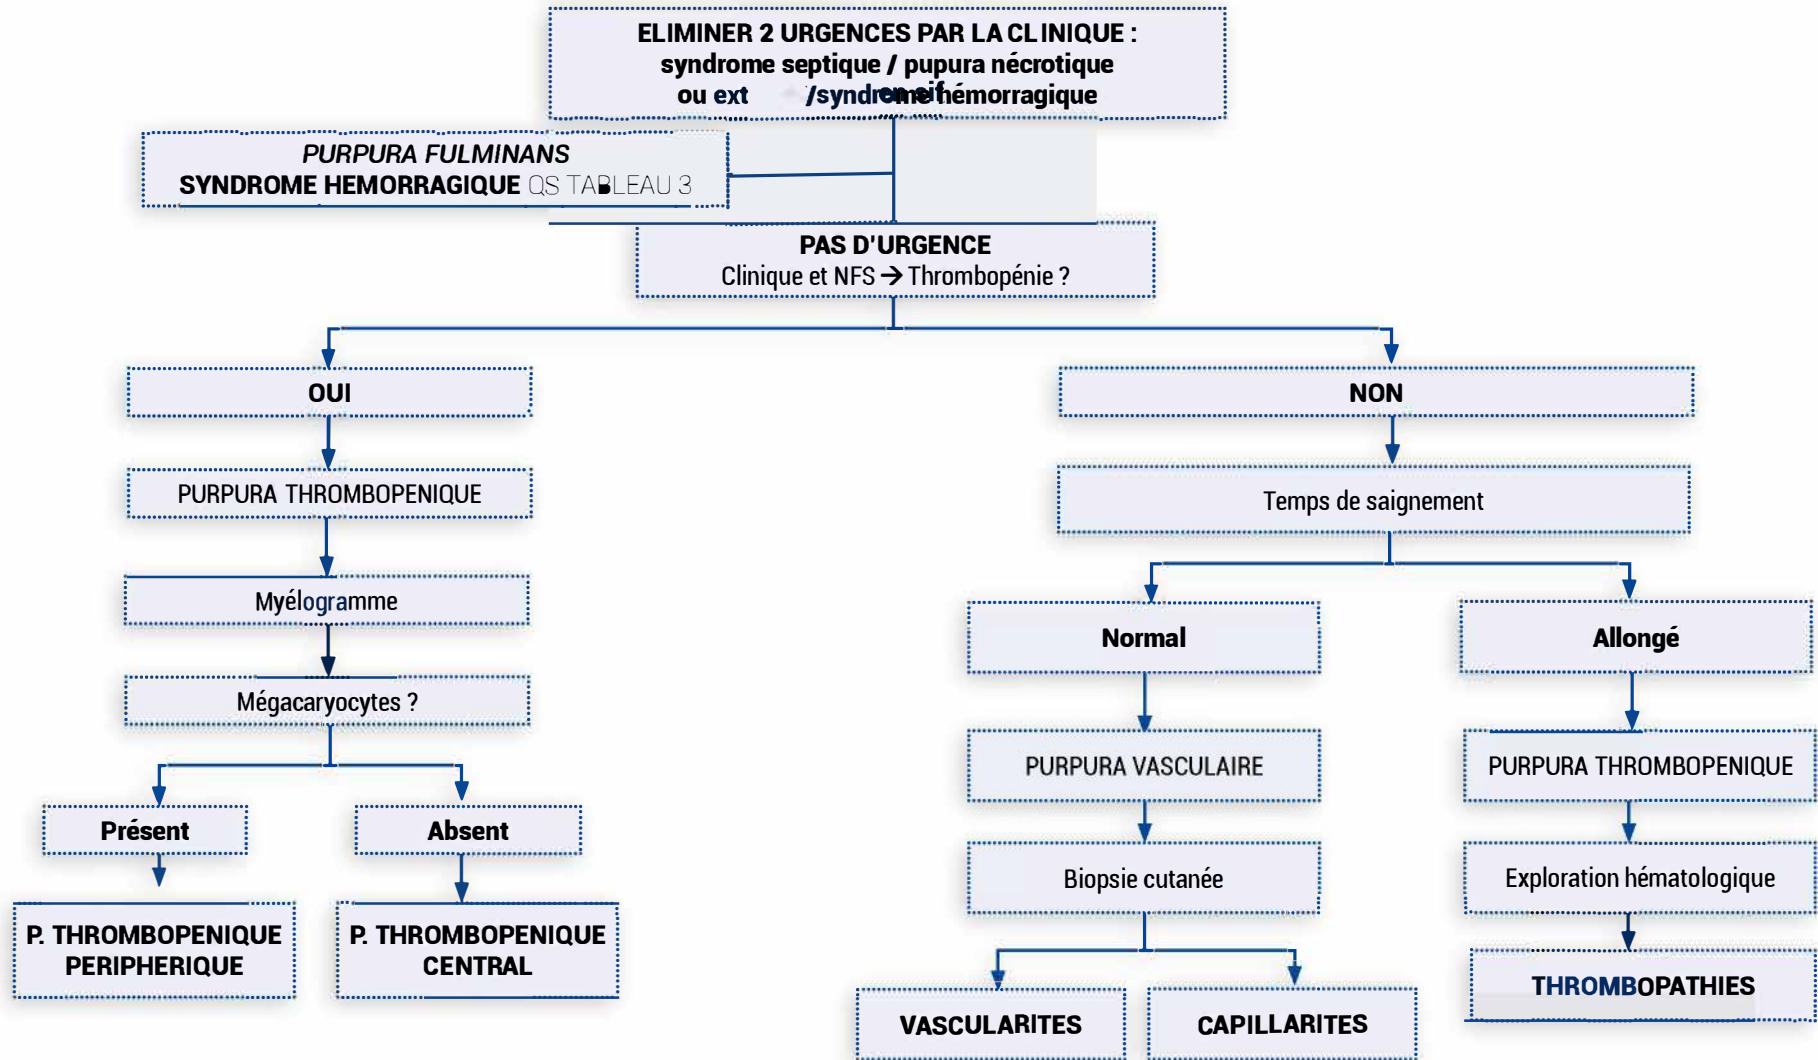 ELIMINER 2 URGENCES PAR LA CLINIQUE :
syndrome septique / pupura nécrotique
ou ext /syndrome hémorragique
PURPURA FULMINANS
SYNDROME HEMORRAGIQUE QS TABLEAU 3
PAS D'URGENCE
Clinique et NFS → Thrombopénie ?
OUI
NON
PURPURA THROMBOPENIQUE
Temps de saignement
Myélogramme
Normal
Allongé
Mégacaryocytes ?
PURPURA VASCULAIRE
PURPURA THROMBOPENIQUE
Présent
Absent
Biopsie cutanée
Exploration hématologique
P. THROMBOPENIQUE
PERIPHERIQUE
P. THROMBOPENIQUE
CENTRAL
THROMBOPATHIES
VASCULARITES
CAPILLARITES